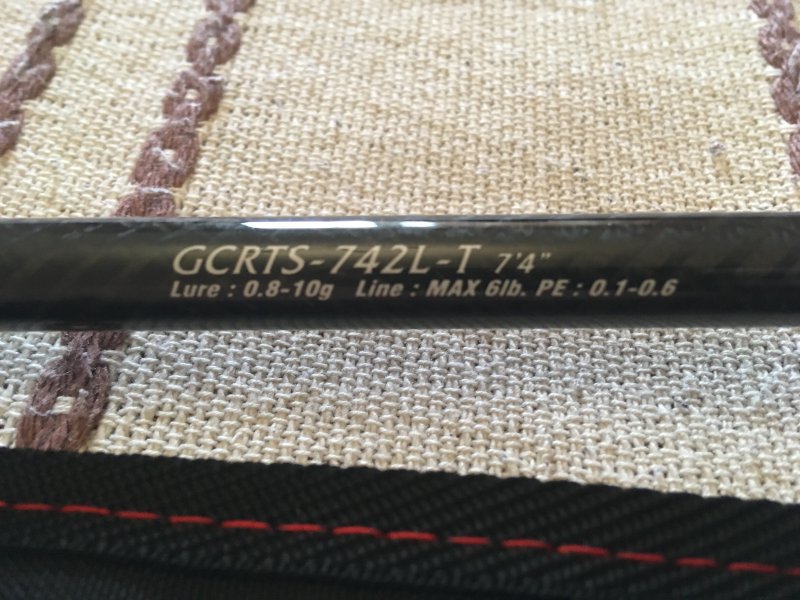 GCRTS-742L-T 7'4"
Lure : 0.8-10g Line : MAX 6lb. PE : 0.1-0.6